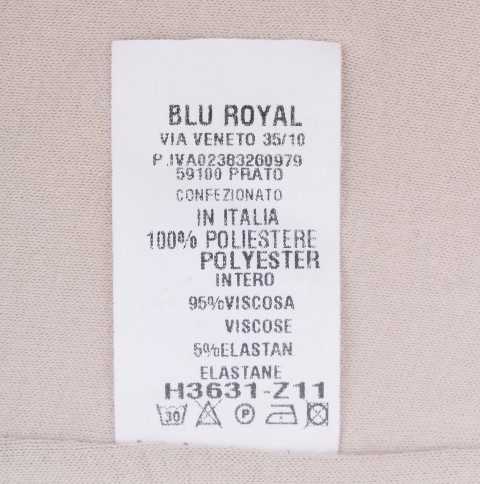 BLU ROYAL
VIA VENETO 35/10
P.IVA02383260979
59100 PRATO
CONFEZIONATO
IN ITALIA
100% POLIESTERE
POLYESTER
INTERO
95%VISCOSA
VISCOSE
5%ELASTAN
ELASTANE
H3631-Z11
30 P